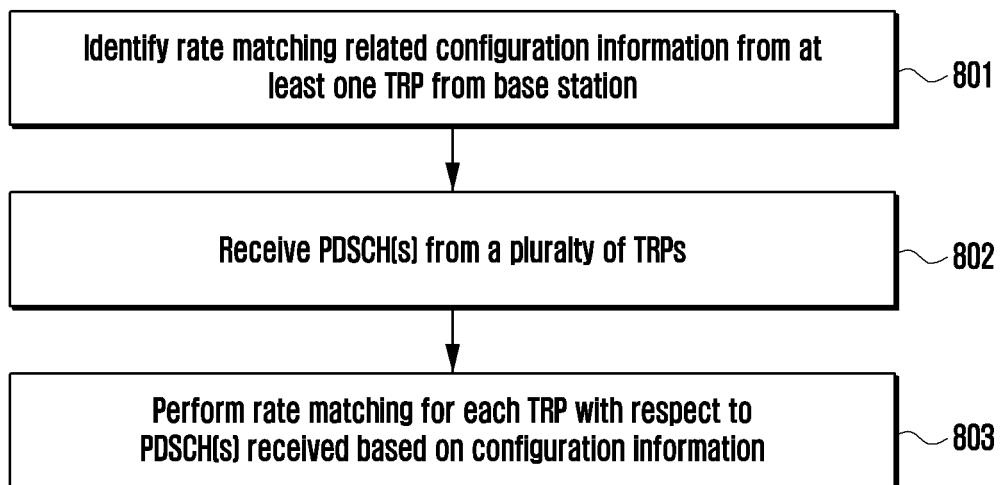 Identify rate matching related configuration information from at
least one TRP from base station
801
Receive PDSCH(s) from a pluralty of TRPs
802
Perform rate matching for each TRP with respect to
PDSCH(s) received based on configuration information
803